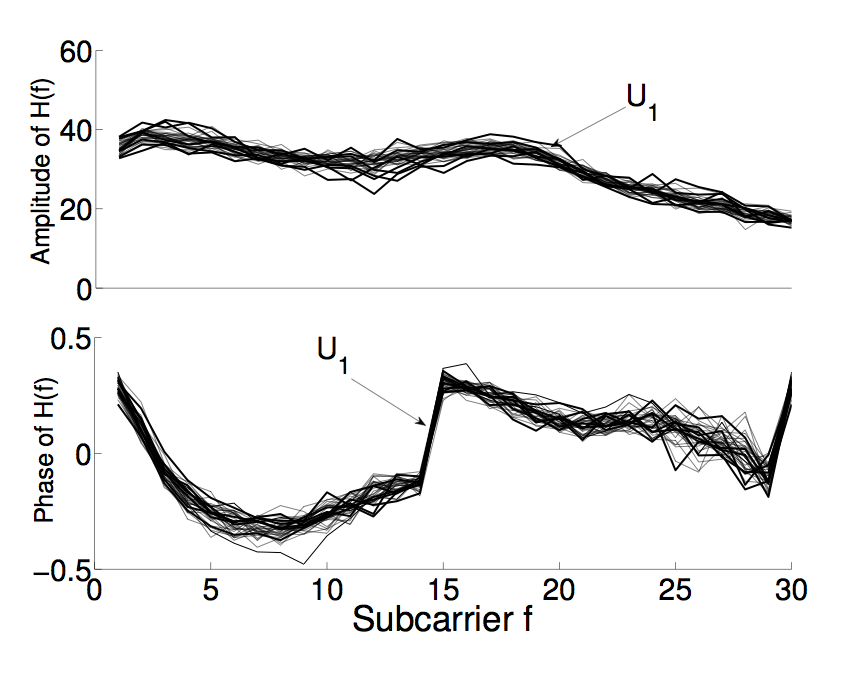 60
40
20
0
Amplitude of H(f)
U1
0.5
0
−0.5
Phase of H(f)
U1
0 5 10 15 20 25 30
Subcarrier f